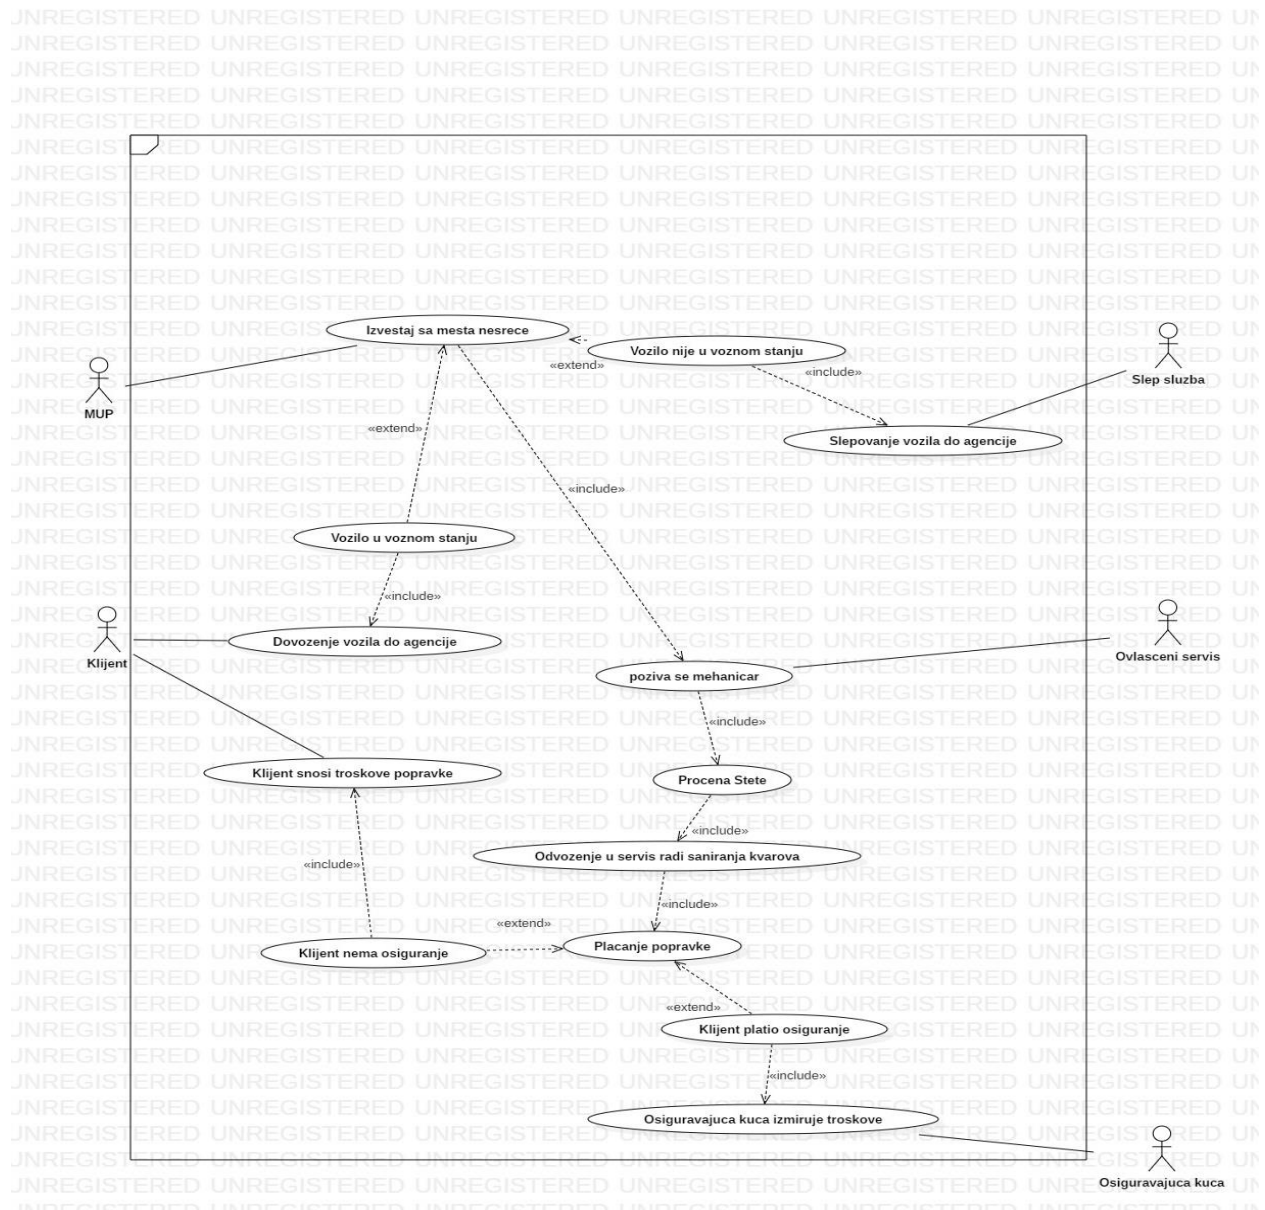 UNREGISTERED
Izvestaj sa mesta nesrece
Vozilo nije u voznom stanju
«extend»
«include»
Slep sluzba
MUP
«extend»
Slepovanje vozila do agencije
«include»
Vozilo u voznom stanju
«include»
Dovozenje vozila do agencije
Klijent
Ovlasceni servis
poziva se mehanicar
«include»
Klijent snosi troskove popravke
Procena Stete
«include»
Odvozenje u servis radi saniranja kvarova
«include»
«include»
«extend»
Placanje popravke
Klijent nema osiguranje
«extend»
Klijent platio osiguranje
«include»
Osiguravajuca kuca izmiruje troskove
Osiguravajuca kuca